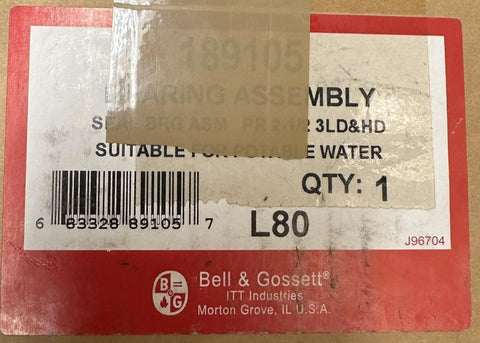 189105
BEARING ASSEMBLY
SEAL BRG ASM PR 2-1/2 3LD&HD
SUITABLE FOR POTABLE WATER
QTY: 1
6 83328 89105 7
L80
J96704
B&G
Bell & Gossett®
ITT Industries
Morton Grove, IL U.S.A.